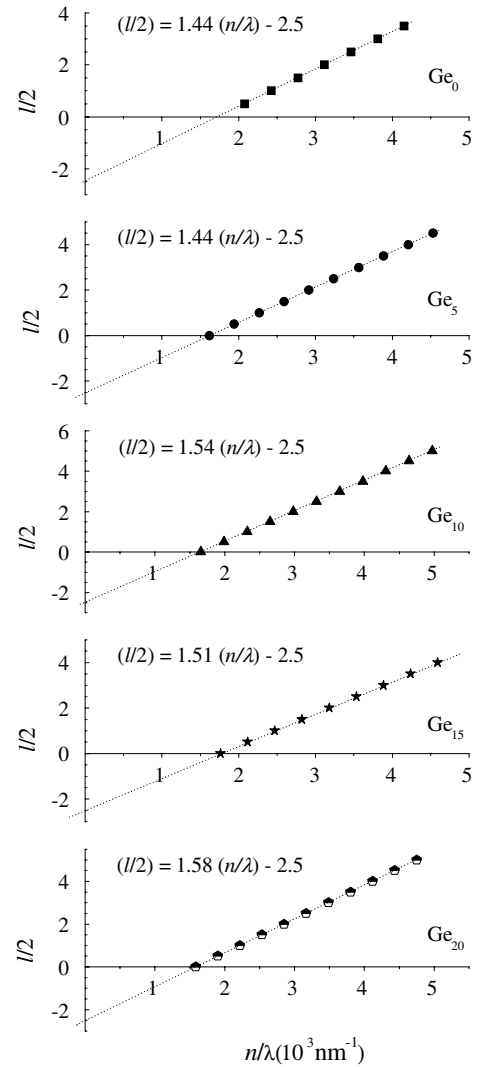 (l/2) = 1.44 (n/λ) - 2.5
4
2
0
-2
1 2 3 4 5
l/2
Ge0
(l/2) = 1.44 (n/λ) - 2.5
4
2
0
-2
1 2 3 4 5
l/2
Ge5
(l/2) = 1.54 (n/λ) - 2.5
6
4
2
0
-2
1 2 3 4 5
l/2
Ge10
(l/2) = 1.51 (n/λ) - 2.5
4
2
0
-2
1 2 3 4 5
l/2
Ge15
(l/2) = 1.58 (n/λ) - 2.5
4
2
0
-2
1 2 3 4 5
l/2
Ge20
n/λ(10³nm⁻¹)